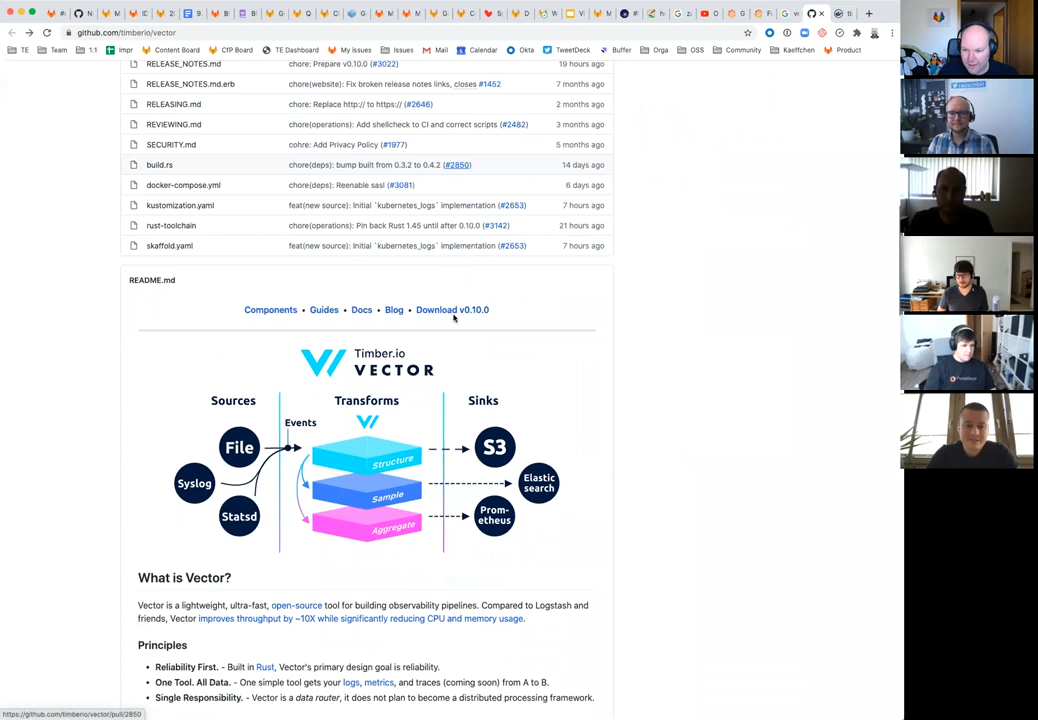 github.com/timberio/vector
TE Team 1:1 Impr Content Board CfP Board TE Dashboard My issues Issues Mail Calendar Okta TweetDeck Buffer Orga OSS Community Kaeffchen Product
RELEASE_NOTES.md chore: Prepare v0.10.0 (#3022) 19 hours ago
RELEASE_NOTES.md.erb chore(website): Fix broken release notes links, closes #1452 7 months ago
RELEASING.md chore: Replace http:// to https:// (#2646) 2 months ago
REVIEWING.md chore(operations): Add shellcheck to CI and correct scripts (#2482) 3 months ago
SECURITY.md cohre: Add Privacy Policy (#1977) 5 months ago
build.rs chore(deps): bump built from 0.3.2 to 0.4.2 (#2850) 14 days ago
docker-compose.yml chore(deps): Reenable sasl (#3081) 6 days ago
kustomization.yaml feat(new source): Initial `kubernetes_logs` implementation (#2653) 7 hours ago
rust-toolchain chore(operations): Pin back Rust 1.45 until after 0.10.0 (#3142) 21 hours ago
skaffold.yaml feat(new source): Initial `kubernetes_logs` implementation (#2653) 7 hours ago
README.md
Components • Guides • Docs • Blog • Download v0.10.0
Timber.io
VECTOR
Sources Transforms Sinks
Events
File
Structure
S3
Syslog
Sample
Elastic
search
Statsd
Aggregate
Prom-
etheus
What is Vector?
Vector is a lightweight, ultra-fast, open-source tool for building observability pipelines. Compared to Logstash and
friends, Vector improves throughput by ~10X while significantly reducing CPU and memory usage.
Principles
• Reliability First. - Built in Rust, Vector's primary design goal is reliability.
• One Tool. All Data. - One simple tool gets your logs, metrics, and traces (coming soon) from A to B.
• Single Responsibility. - Vector is a data router, it does not plan to become a distributed processing framework.
https://github.com/timberio/vector/pull/2850